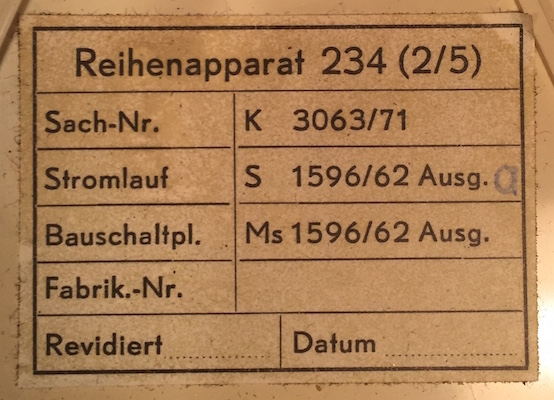 Reihenapparat 234 (2/5)
Sach-Nr. K 3063/71
Stromlauf S 1596/62 Ausg. a
Bauschaltpl. Ms 1596/62 Ausg.
Fabrik.-Nr.
Revidiert.......... Datum..........